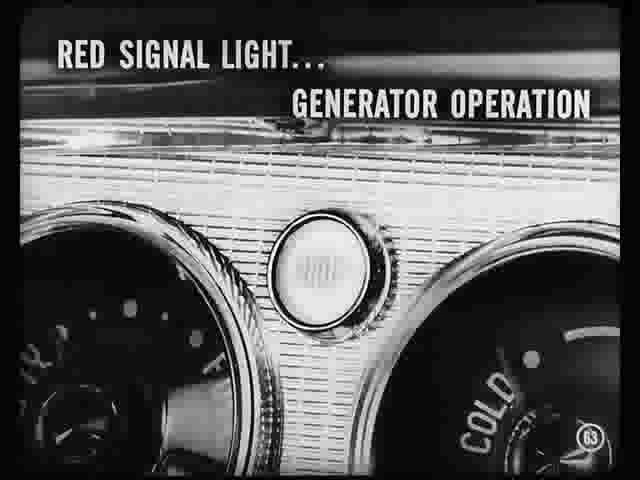 RED SIGNAL LIGHT...
GENERATOR OPERATION
F
COLD
63